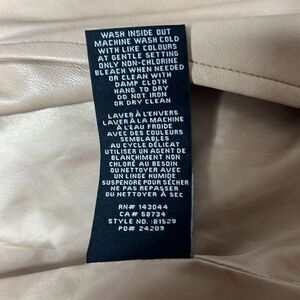 WASH INSIDE OUT
MACHINE WASH COLD
WITH LIKE COLOURS
AT GENTLE SETTING
ONLY NON-CHLORINE
BLEACH WHEN NEEDED
OR CLEAN WITH
DAMP CLOTH
HANG TO DRY
DO NOT IRON
OR DRY CLEAN
LAVER À L'ENVERS
LAVER À LA MACHINE
À L'EAU FROIDE
AVEC DES COULEURS
SEMBLABLES
AU CYCLE DÉLICAT
UTILISER UN AGENT DE
BLANCHIMENT NON
CHLORÉ AU BESOIN
OU NETTOYER AVEC
UN LINGE HUMIDE
SUSPENDRE POUR SÉCHER
NE PAS REPASSER
OU NETTOYER À SEC
RN# 143044
CA# 58734
STYLE NO. :81529
PO# 24209